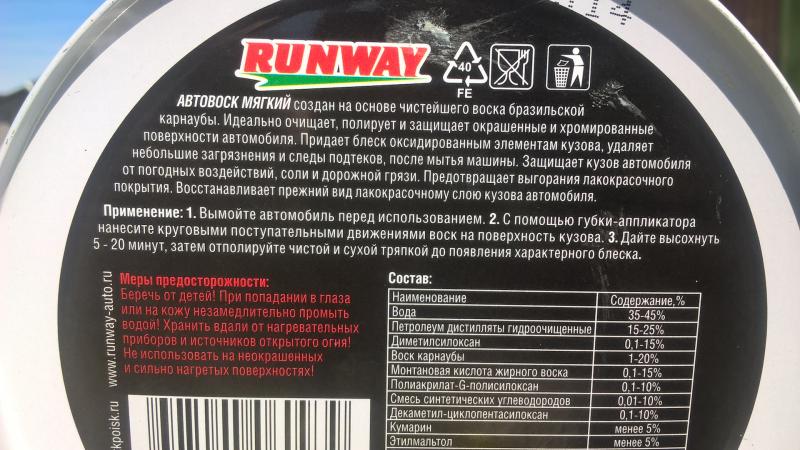 RUNWAY
40
FE
АВТОВОСК МЯГКИЙ создан на основе чистейшего воска бразильской
карнаубы. Идеально очищает, полирует и защищает окрашенные и хромированные
поверхности автомобиля. Придает блеск оксидированным элементам кузова, удаляет
небольшие загрязнения и следы подтеков, после мытья машины. Защищает кузов автомобиля
от погодных воздействий, соли и дорожной грязи. Предотвращает выгорания лакокрасочного
покрытия. Восстанавливает прежний вид лакокрасочному слою кузова автомобиля.
Применение: 1. Вымойте автомобиль перед использованием. 2. С помощью губки-аппликатора
нанесите круговыми поступательными движениями воск на поверхность кузова. 3. Дайте высохнуть
5 - 20 минут, затем отполируйте чистой и сухой тряпкой до появления характерного блеска.
www.runway-auto.ru
Меры предосторожности:
Беречь от детей! При попадании в глаза
или на кожу незамедлительно промыть
водой! Хранить вдали от нагревательных
приборов и источников открытого огня!
Не использовать на неокрашенных
и сильно нагретых поверхностях!
Состав:
Наименование Содержание,%
Вода 35-45%
Петролеум дистилляты гидроочищенные 15-25%
Диметилсилоксан 0,1-15%
Воск карнаубы 1-20%
Монтановая кислота жирного воска 0,1-15%
Полиакрилат-G-полисилоксан 0,1-10%
Смесь синтетических углеводородов 0,01-10%
Декаметил-циклопентасилоксан 0,1-10%
Кумарин менее 5%
Этилмальтол менее 5%